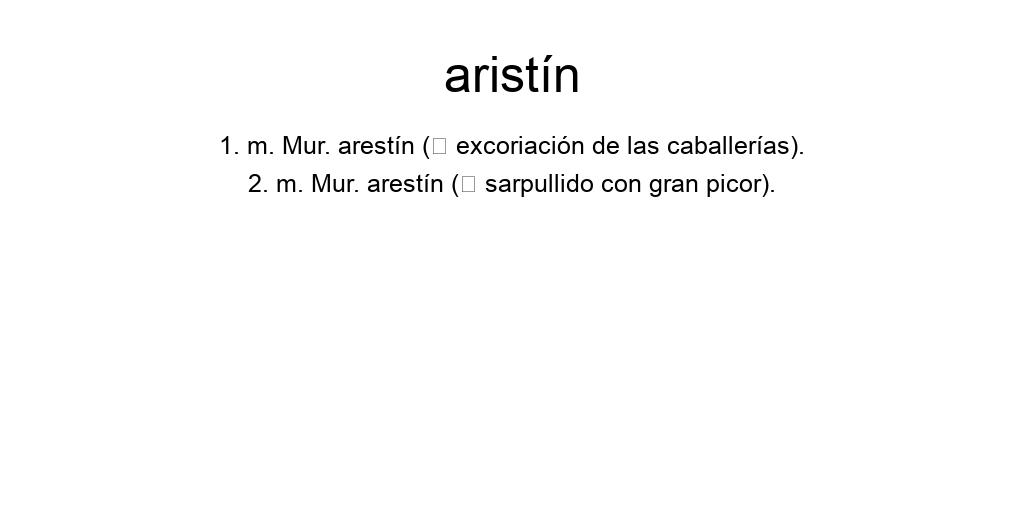 aristín
1. m. Mur. arestín (□ excoriación de las caballerías).
2. m. Mur. arestín (□ sarpullido con gran picor).